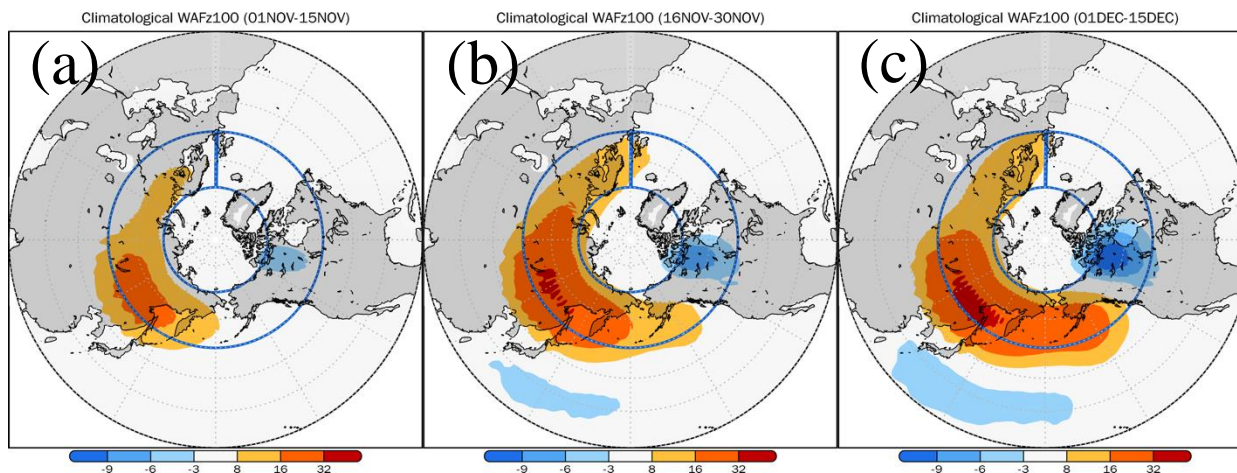 Climatological WAFz100 (01NOV-15NOV)
Climatological WAFz100 (16NOV-30NOV)
Climatological WAFz100 (01DEC-15DEC)
(a)
(b)
(c)
-9 -6 -3 8 16 32
-9 -6 -3 8 16 32
-9 -6 -3 8 16 32